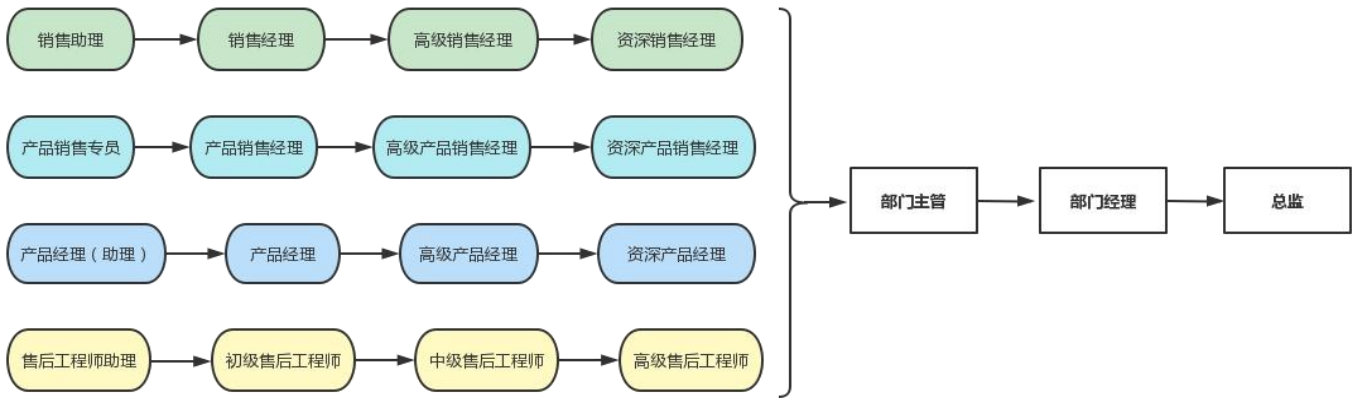 销售助理
销售经理
高级销售经理
资深销售经理
产品销售专员
产品销售经理
高级产品销售经理
资深产品销售经理
产品经理（助理）
产品经理
高级产品经理
资深产品经理
售后工程师助理
初级售后工程师
中级售后工程师
高级售后工程师
部门主管
部门经理
总监